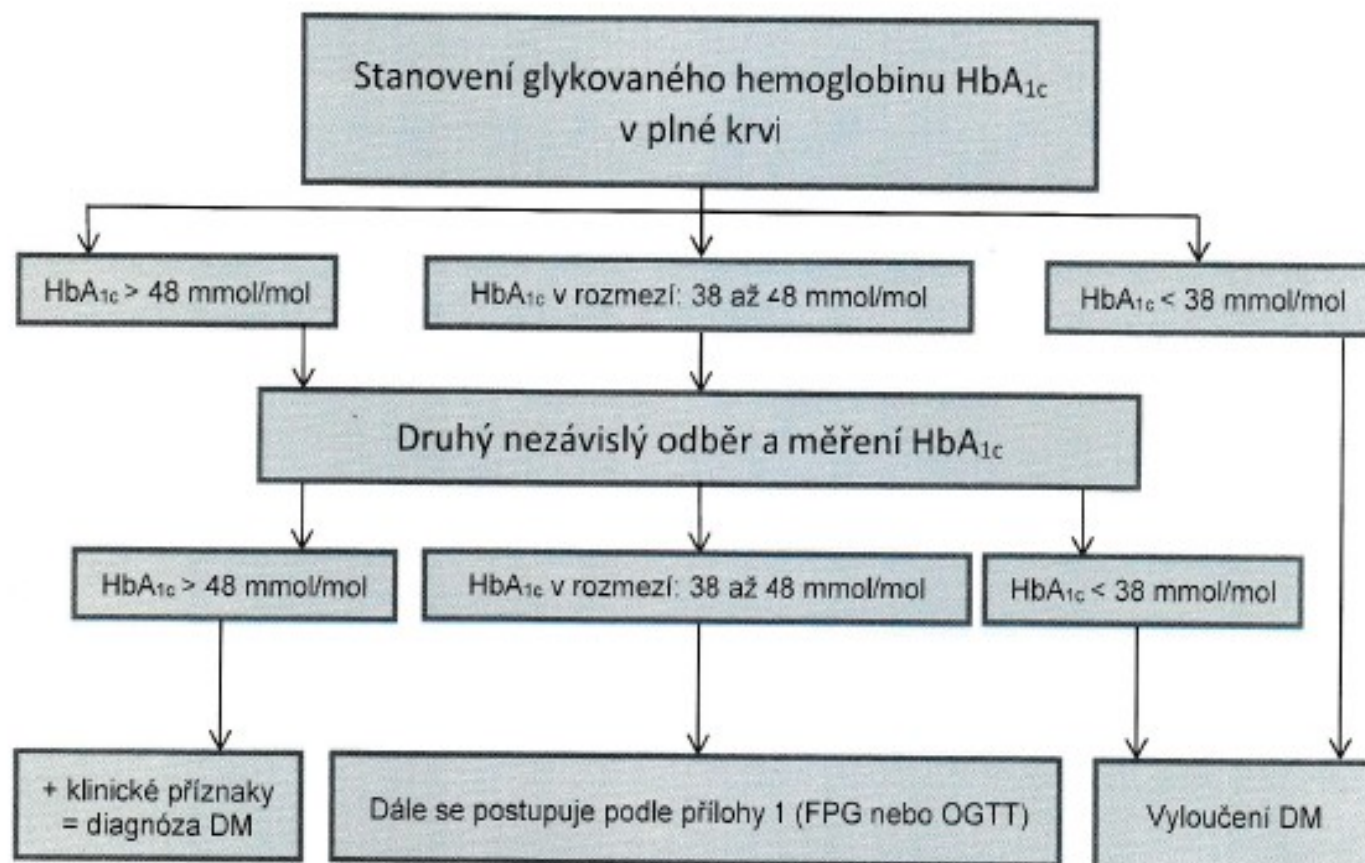 Stanovení glykovaného hemoglobinu HbA1c
v plné krvi
HbA1c > 48 mmol/mol
HbA1c v rozmezí: 38 až 48 mmol/mol
HbA1c < 38 mmol/mol
Druhý nezávislý odběr a měření HbA1c
HbA1c > 48 mmol/mol
HbA1c v rozmezí: 38 až 48 mmol/mol
HbA1c < 38 mmol/mol
+ klinické příznaky
= diagnóza DM
Dále se postupuje podle přílohy 1 (FPG nebo OGTT)
Vyloučení DM